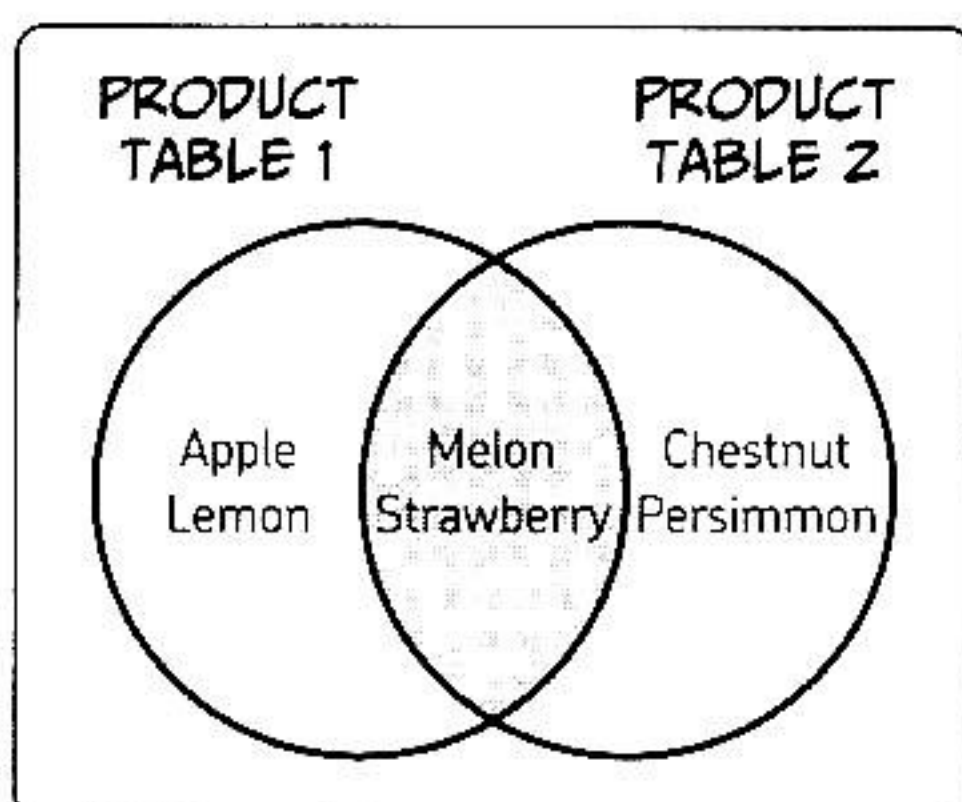 PRODUCT TABLE 1
PRODUCT TABLE 2
Apple
Lemon
Melon
Strawberry
Chestnut
Persimmon